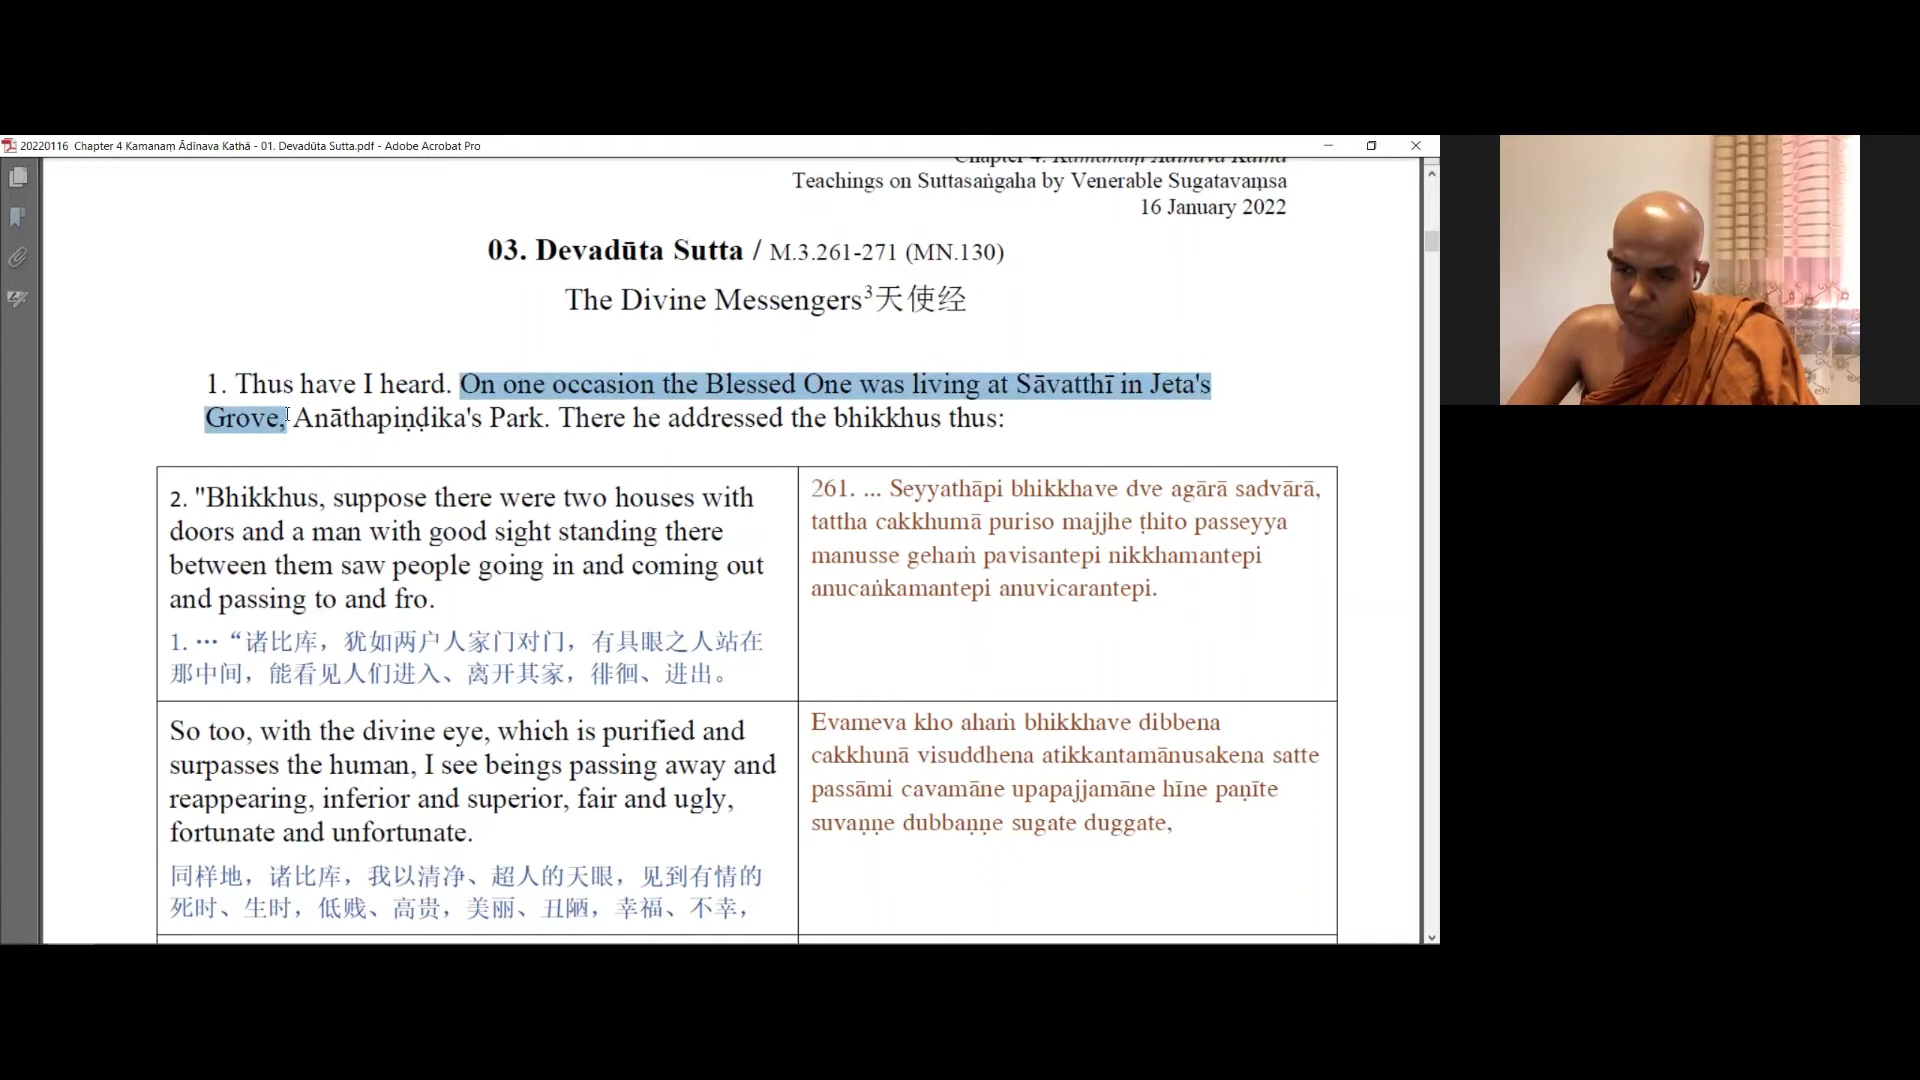 20220116 Chapter 4 Kamanaṃ Ādīnava Kathā - 01. Devadūta Sutta.pdf - Adobe Acrobat Pro
Chapter 4. Kamanaṃ Ādīnava Kathā
Teachings on Suttasaṅgaha by Venerable Sugatavaṃsa
16 January 2022
03. Devadūta Sutta / M.3.261-271 (MN.130)
The Divine Messengers³天使经
1. Thus have I heard. On one occasion the Blessed One was living at Sāvatthī in Jeta's
Grove, Anāthapiṇḍika's Park. There he addressed the bhikkhus thus:
2. "Bhikkhus, suppose there were two houses with
doors and a man with good sight standing there
between them saw people going in and coming out
and passing to and fro.
1. … “诸比库，犹如两户人家门对门，有具眼之人站在
那中间，能看见人们进入、离开其家，徘徊、进出。
261. ... Seyyathāpi bhikkhave dve agārā sadvārā,
tattha cakkhumā puriso majjhe ṭhito passeyya
manusse gehaṁ pavisantepi nikkhamantepi
anucaṅkamantepi anuvicarantepi.
So too, with the divine eye, which is purified and
surpasses the human, I see beings passing away and
reappearing, inferior and superior, fair and ugly,
fortunate and unfortunate.
同样地，诸比库，我以清净、超人的天眼，见到有情的
死时、生时，低贱、高贵，美丽、丑陋，幸福、不幸，
Evameva kho ahaṁ bhikkhave dibbena
cakkhunā visuddhena atikkantamānusakena satte
passāmi cavamāne upapajjamāne hīne paṇīte
suvaṇṇe dubbaṇṇe sugate duggate,